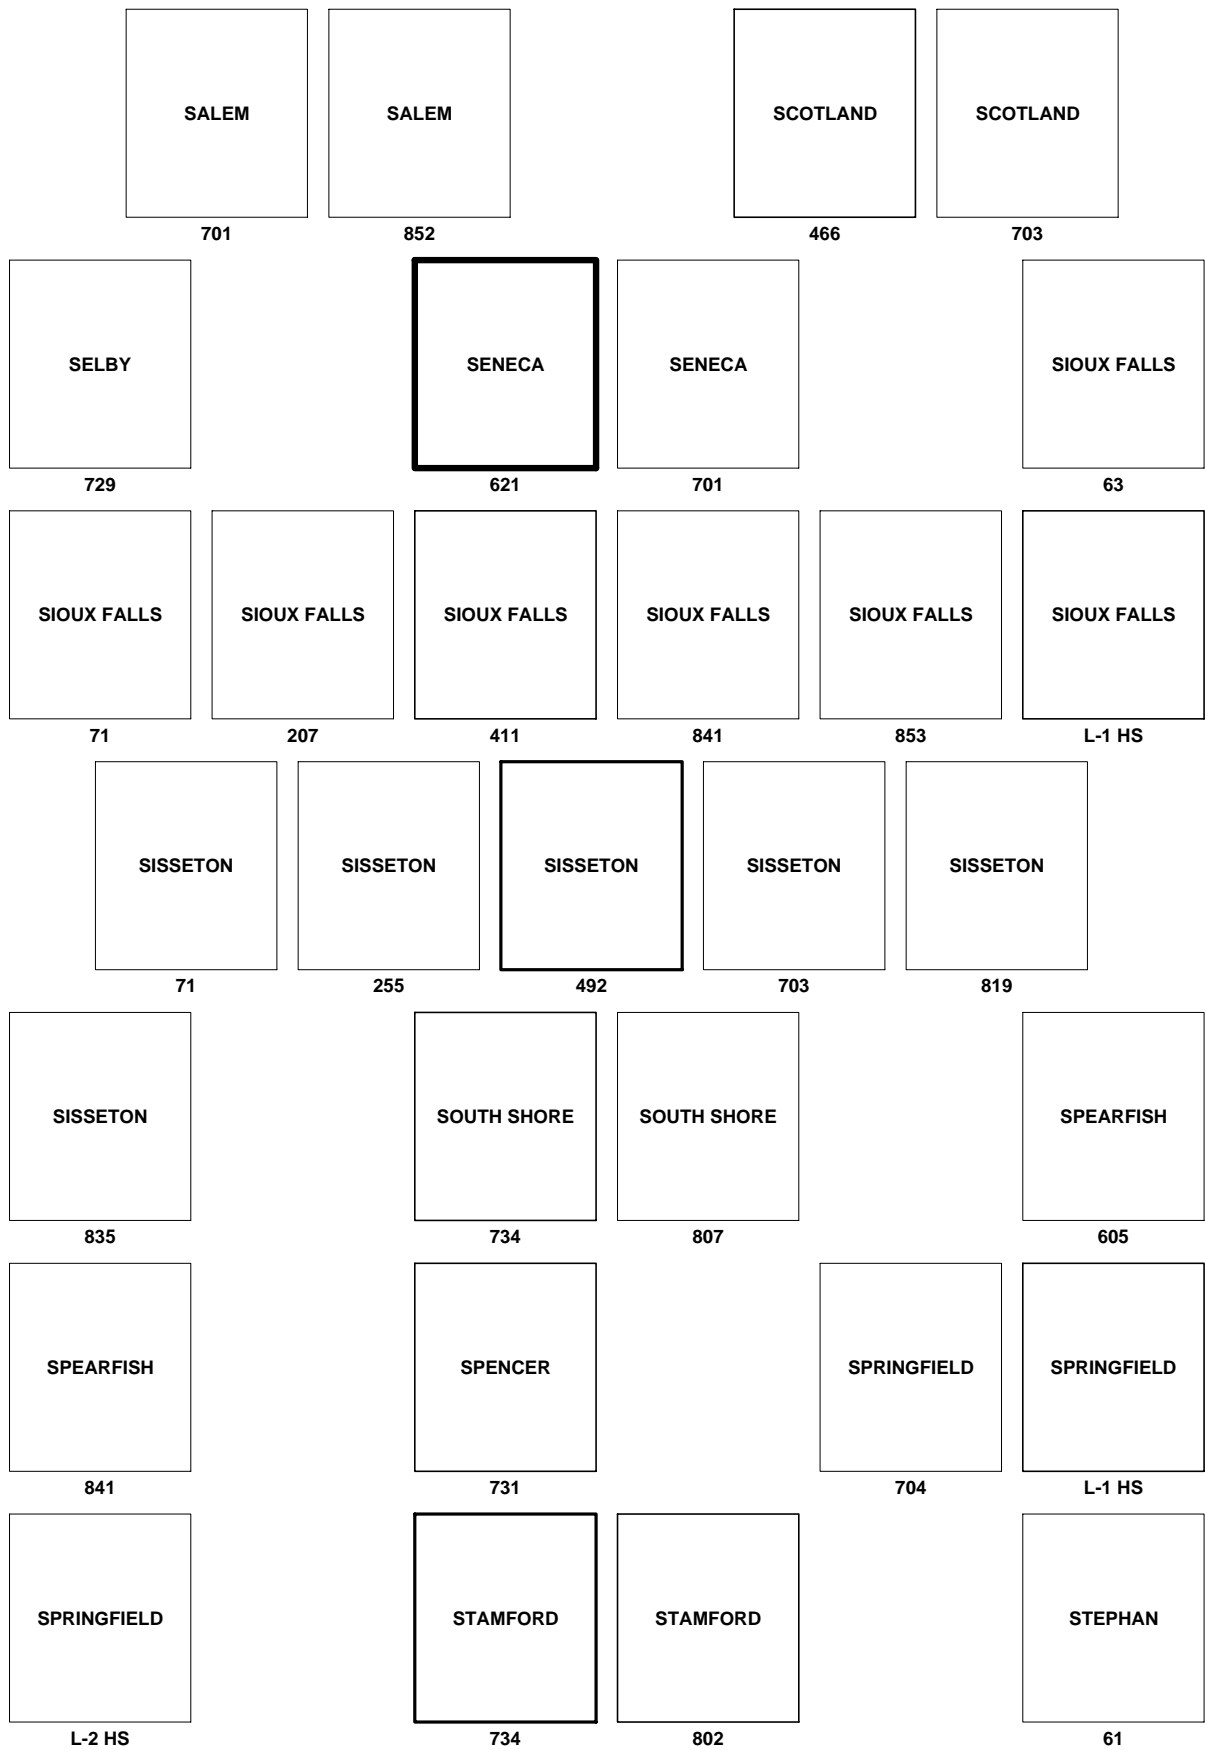 SALEM SALEM SCOTLAND SCOTLAND
701 852 466 703
SELBY SENECA SENECA SIOUX FALLS
729 621 701 63
SIOUX FALLS SIOUX FALLS SIOUX FALLS SIOUX FALLS SIOUX FALLS SIOUX FALLS
71 207 411 841 853 L-1 HS
SISSETON SISSETON SISSETON SISSETON SISSETON
71 255 492 703 819
SISSETON SOUTH SHORE SOUTH SHORE SPEARFISH
835 734 807 605
SPEARFISH SPENCER SPRINGFIELD SPRINGFIELD
841 731 704 L-1 HS
SPRINGFIELD STAMFORD STAMFORD STEPHAN
L-2 HS 734 802 61